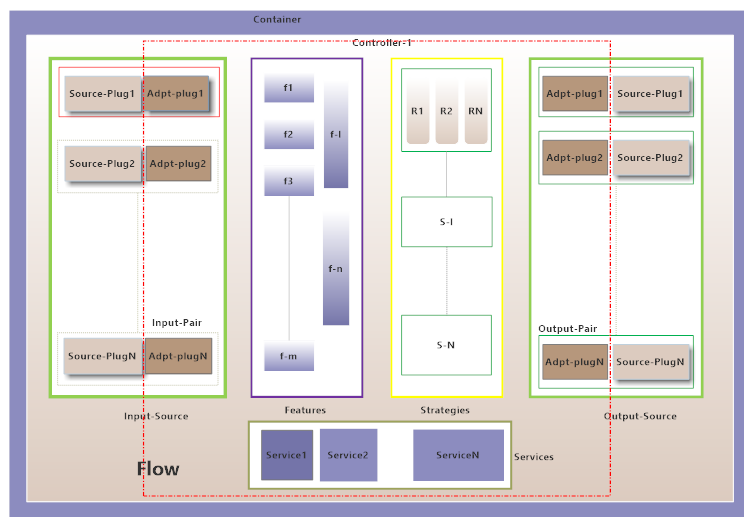 Container
Controller-1
Source-Plug1 Adpt-plug1
Source-Plug2 Adpt-plug2
Input-Pair
Source-PlugN Adpt-plugN
Input-Source
f1
f2
f3
f-l
f-n
f-m
Features
R1 R2 RN
S-I
S-N
Strategies
Adpt-plug1 Source-Plug1
Adpt-plug2 Source-Plug2
Output-Pair
Adpt-plugN Source-PlugN
Output-Source
Service1 Service2 ServiceN
Services
Flow